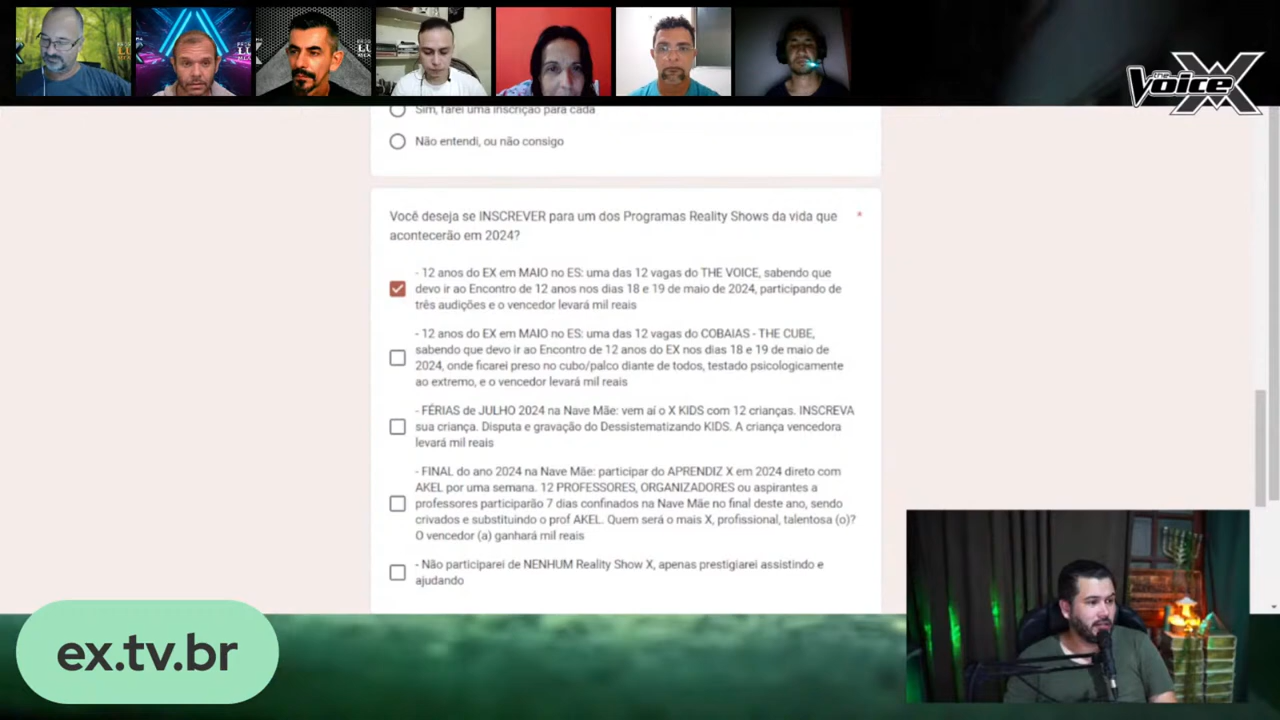 THE
Voice X
Sim, farei uma inscrição para cada
Não entendi, ou não consigo
Você deseja se INSCREVER para um dos Programas Reality Shows da vida que *
acontecerão em 2024?
- 12 anos do EX em MAIO no ES: uma das 12 vagas do THE VOICE, sabendo que
devo ir ao Encontro de 12 anos nos dias 18 e 19 de maio de 2024, participando de
três audições e o vencedor levará mil reais
- 12 anos do EX em MAIO no ES: uma das 12 vagas do COBAIAS - THE CUBE,
sabendo que devo ir ao Encontro de 12 anos do EX nos dias 18 e 19 de maio de
2024, onde ficarei preso no cubo/palco diante de todos, testado psicologicamente
ao extremo, e o vencedor levará mil reais
- FÉRIAS de JULHO 2024 na Nave Mãe: vem aí o X KIDS com 12 crianças. INSCREVA
sua criança. Disputa e gravação do Dessistematizando KIDS. A criança vencedora
levará mil reais
- FINAL do ano 2024 na Nave Mãe: participar do APRENDIZ X em 2024 direto com
AKEL por uma semana. 12 PROFESSORES, ORGANIZADORES ou aspirantes a
professores participarão 7 dias confinados na Nave Mãe no final deste ano, sendo
crivados e substituindo o prof AKEL. Quem será o mais X, profissional, talentosa (o)?
O vencedor (a) ganhará mil reais
- Não participarei de NENHUM Reality Show X, apenas prestigiarei assistindo e
ajudando
ex.tv.br